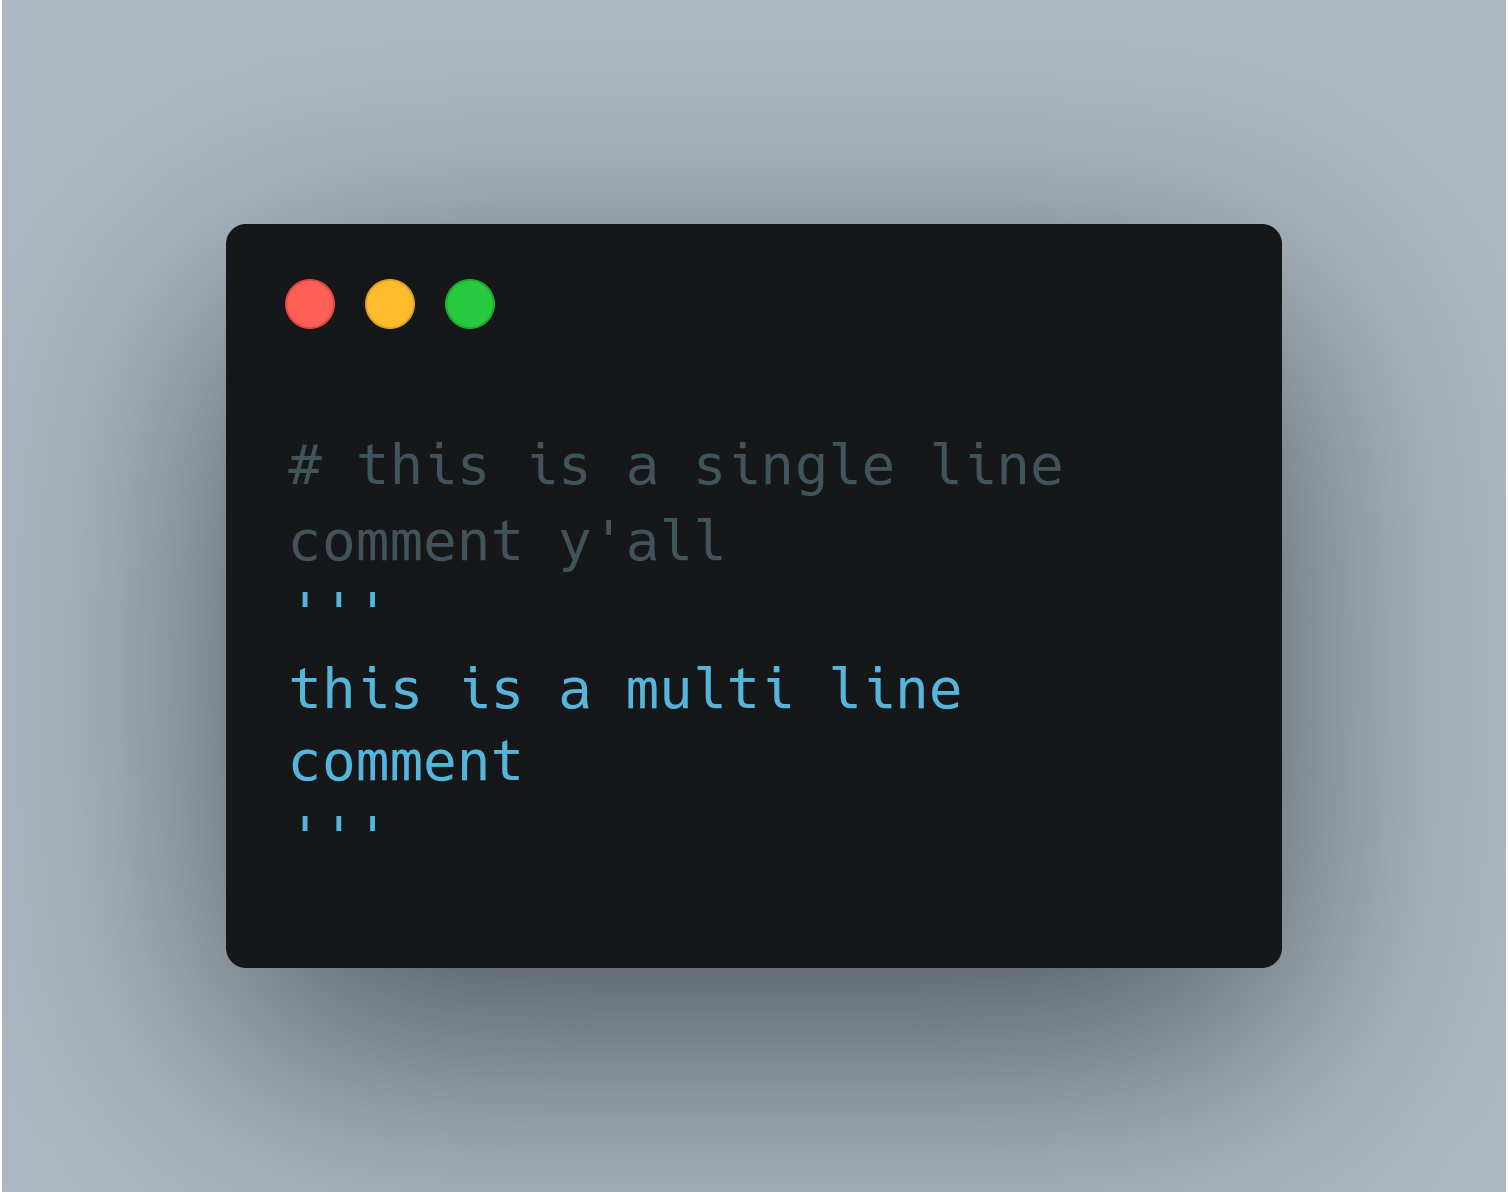 # this is a single line
comment y'all
'''
this is a multi line
comment
'''